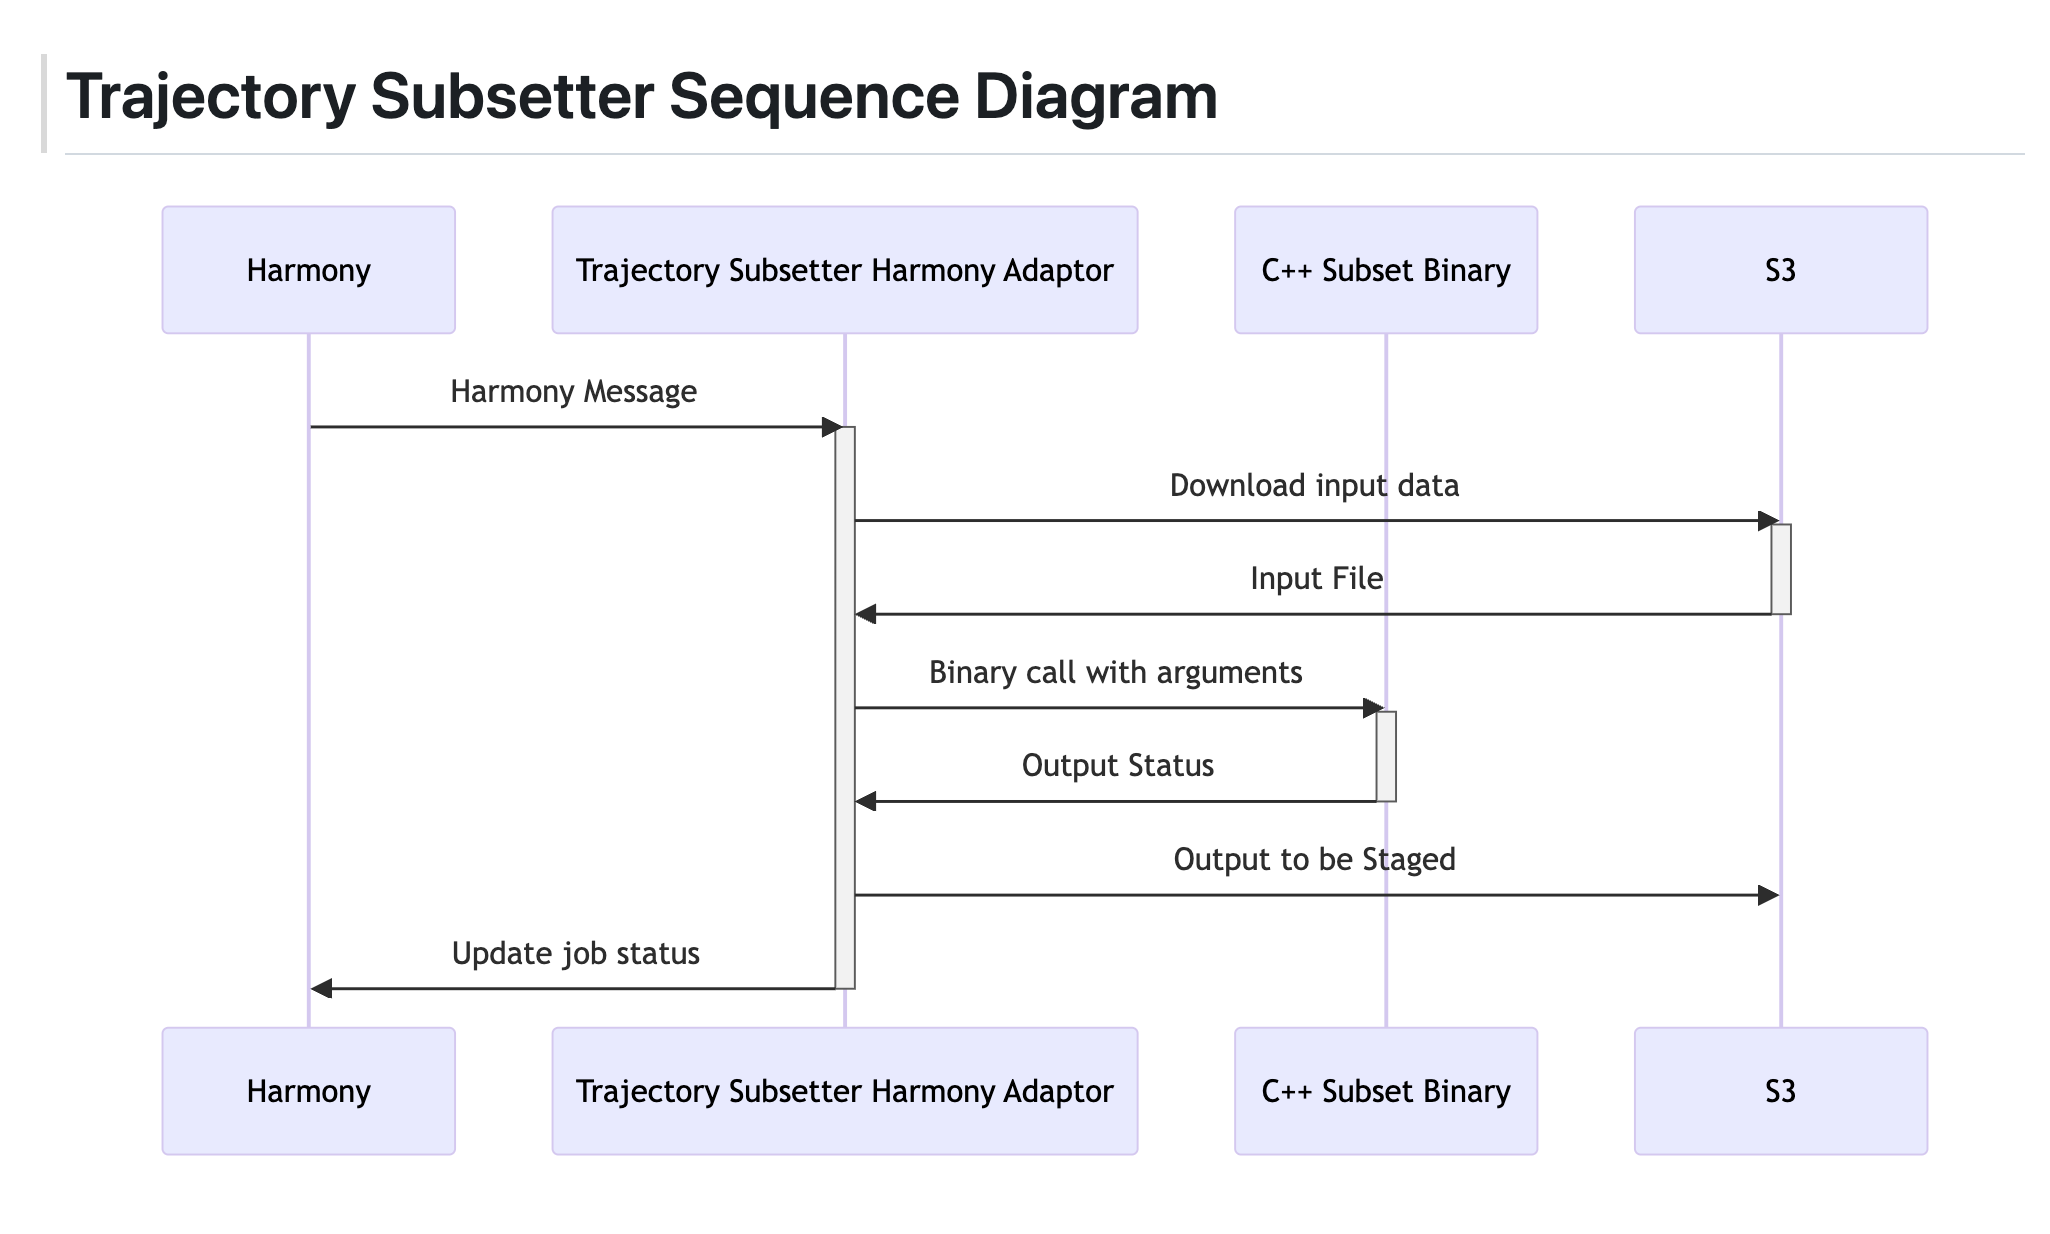 Trajectory Subsetter Sequence Diagram
Harmony
Trajectory Subsetter Harmony Adaptor
C++ Subset Binary
S3
Harmony Message
Download input data
Input File
Binary call with arguments
Output Status
Output to be Staged
Update job status
Harmony
Trajectory Subsetter Harmony Adaptor
C++ Subset Binary
S3